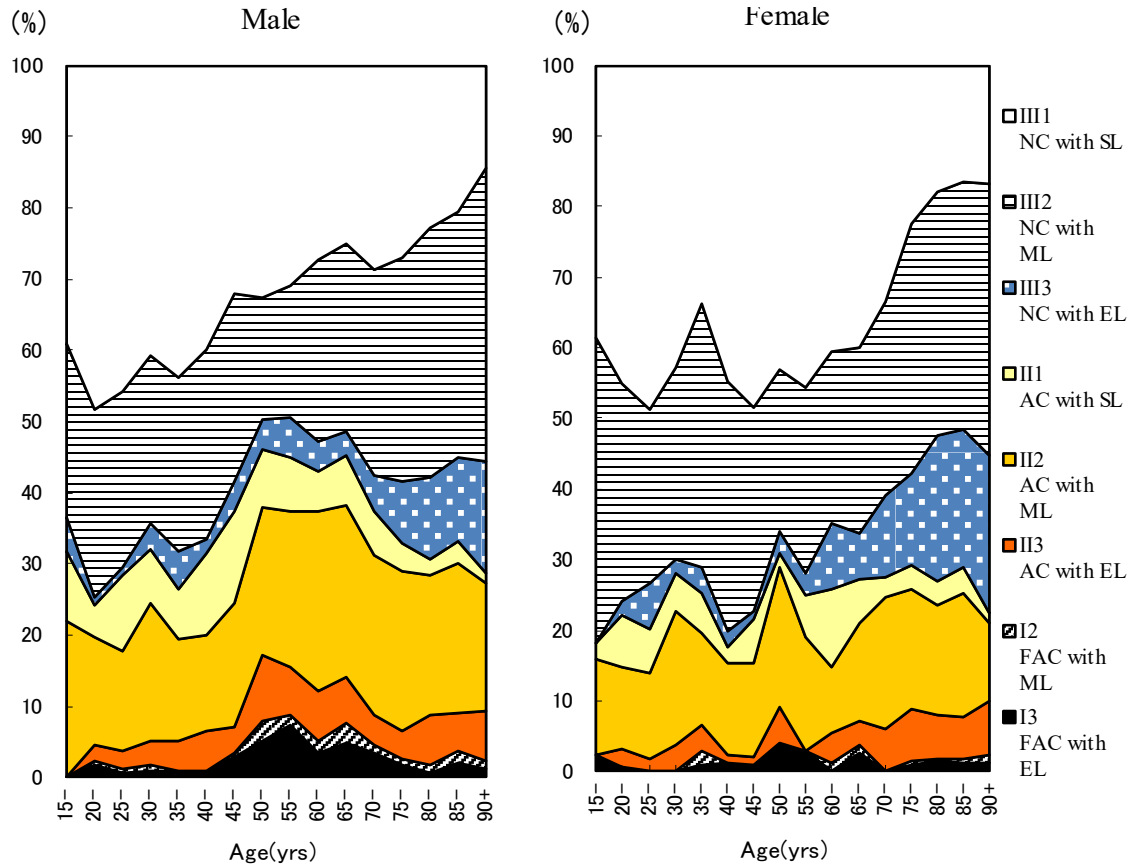 (%)
Male
100
90
80
70
60
50
40
30
20
10
0
15-
20-
25-
30-
35-
40-
45-
50-
55-
60-
65-
70-
75-
80-
85-
90+
Age(yrs)
(%)
Female
100
90
80
70
60
50
40
30
20
10
0
15-
20-
25-
30-
35-
40-
45-
50-
55-
60-
65-
70-
75-
80-
85-
90+
Age(yrs)
III1
NC with SL
III2
NC with
ML
III3
NC with EL
II1
AC with SL
II2
AC with
ML
II3
AC with EL
I2
FAC with
ML
I3
FAC with
EL